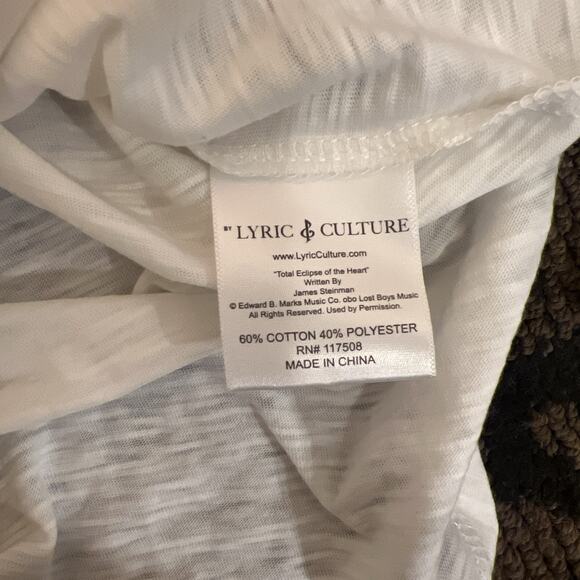 BY LYRIC & CULTURE
www.LyricCulture.com
"Total Eclipse of the Heart"
Written By
James Steinman
© Edward B. Marks Music Co. obo Lost Boys Music
All Rights Reserved. Used by Permission.
60% COTTON 40% POLYESTER
RN# 117508
MADE IN CHINA